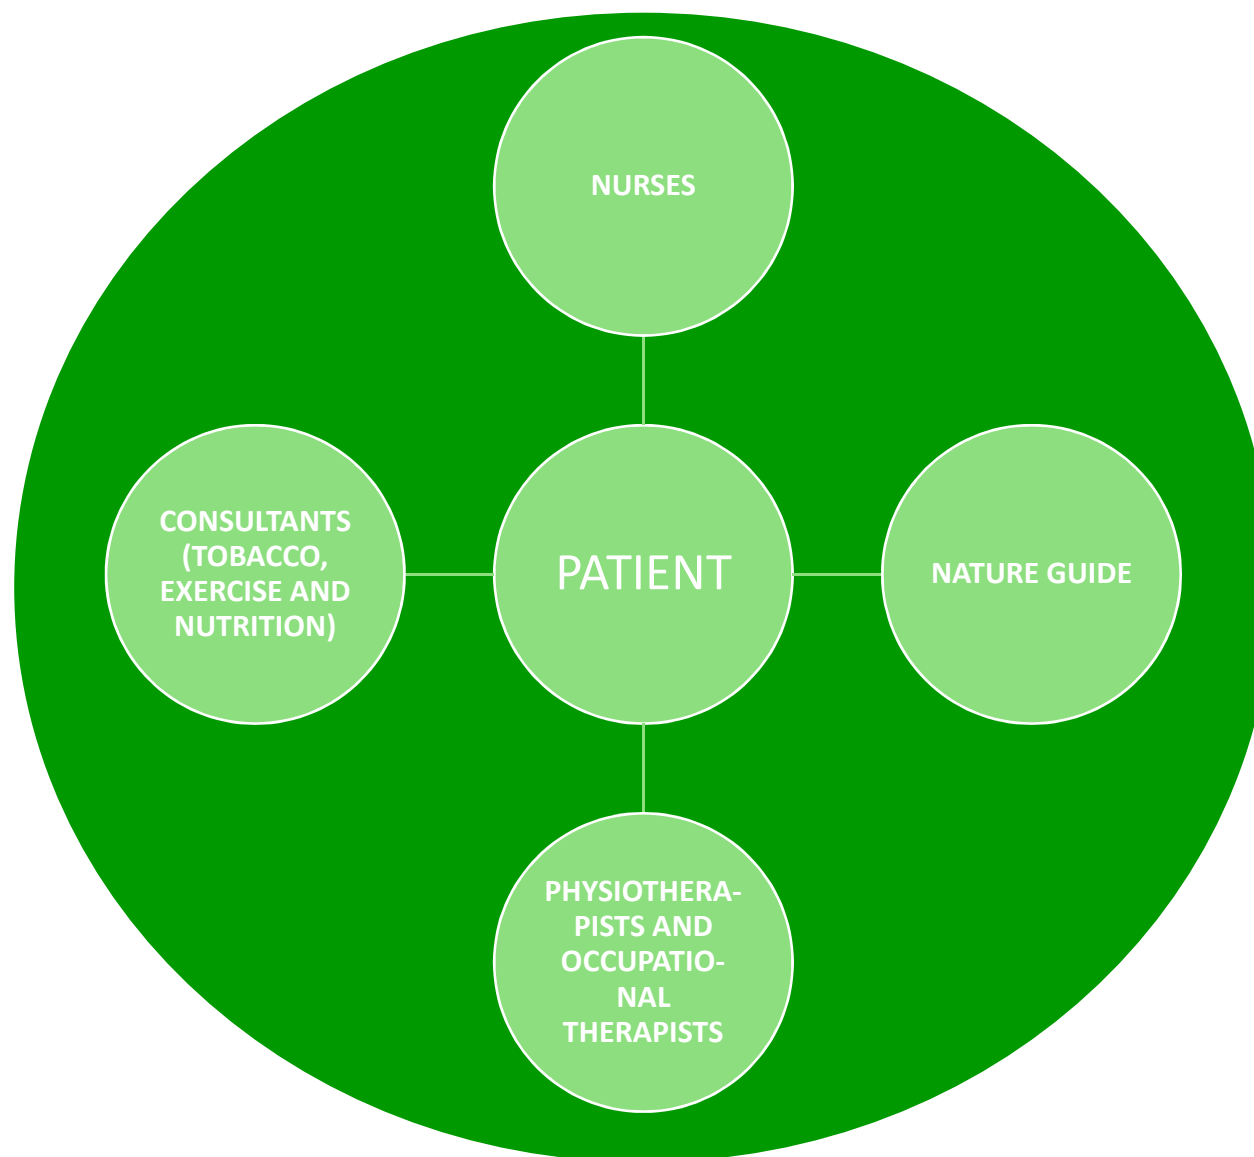 NURSES
CONSULTANTS
(TOBACCO,
EXERCISE AND
NUTRITION)
PATIENT
NATURE GUIDE
PHYSIOTHERA-
PISTS AND
OCCUPATIO-
NAL
THERAPISTS